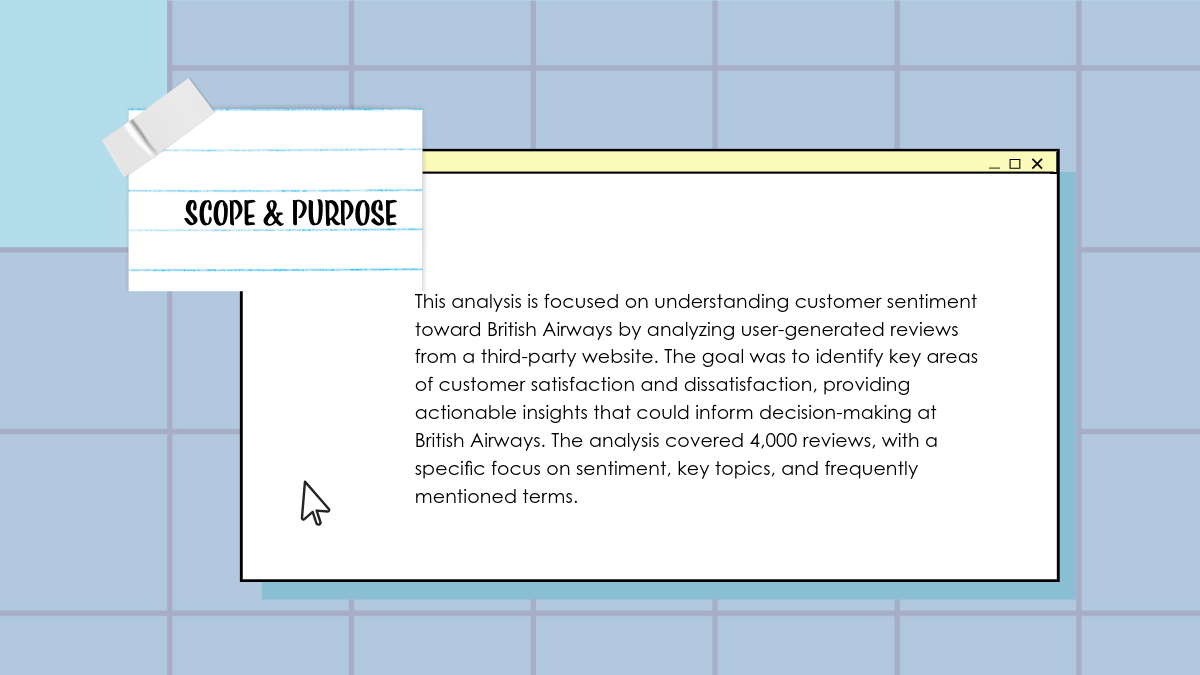 SCOPE & PURPOSE
This analysis is focused on understanding customer sentiment
toward British Airways by analyzing user-generated reviews
from a third-party website. The goal was to identify key areas
of customer satisfaction and dissatisfaction, providing
actionable insights that could inform decision-making at
British Airways. The analysis covered 4,000 reviews, with a
specific focus on sentiment, key topics, and frequently
mentioned terms.